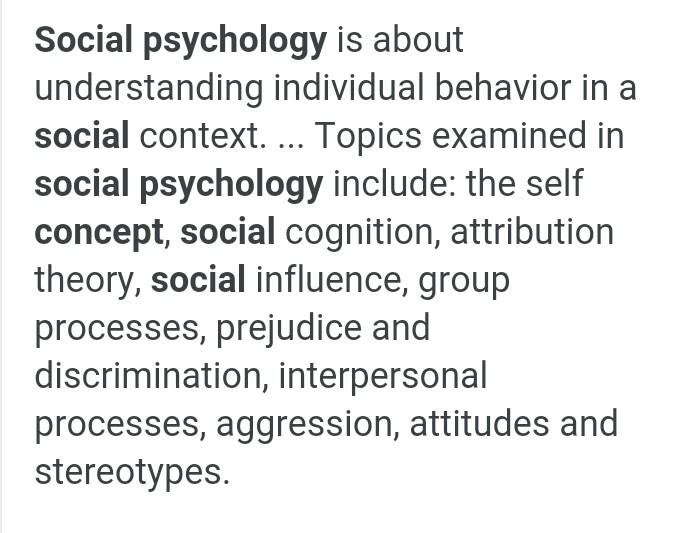 Social psychology is about
understanding individual behavior in a
social context. ... Topics examined in
social psychology include: the self
concept, social cognition, attribution
theory, social influence, group
processes, prejudice and
discrimination, interpersonal
processes, aggression, attitudes and
stereotypes.